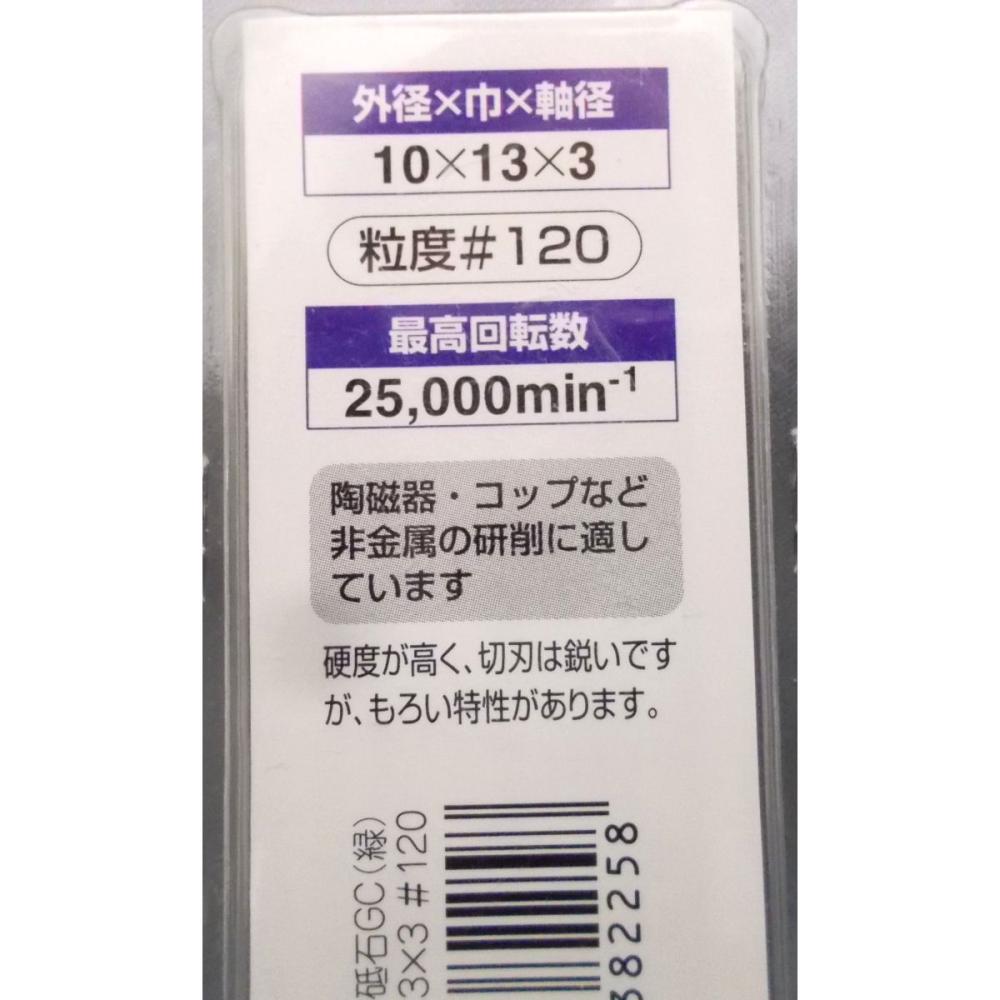 外径×巾×軸径
10×13×3
粒度#120
最高回転数
25,000min-1
陶磁器・コップなど
非金属の研削に適し
ています
硬度が高く、切刃は鋭いです
が、もろい特性があります。
砥石GC(緑)
3×3 #120
382258